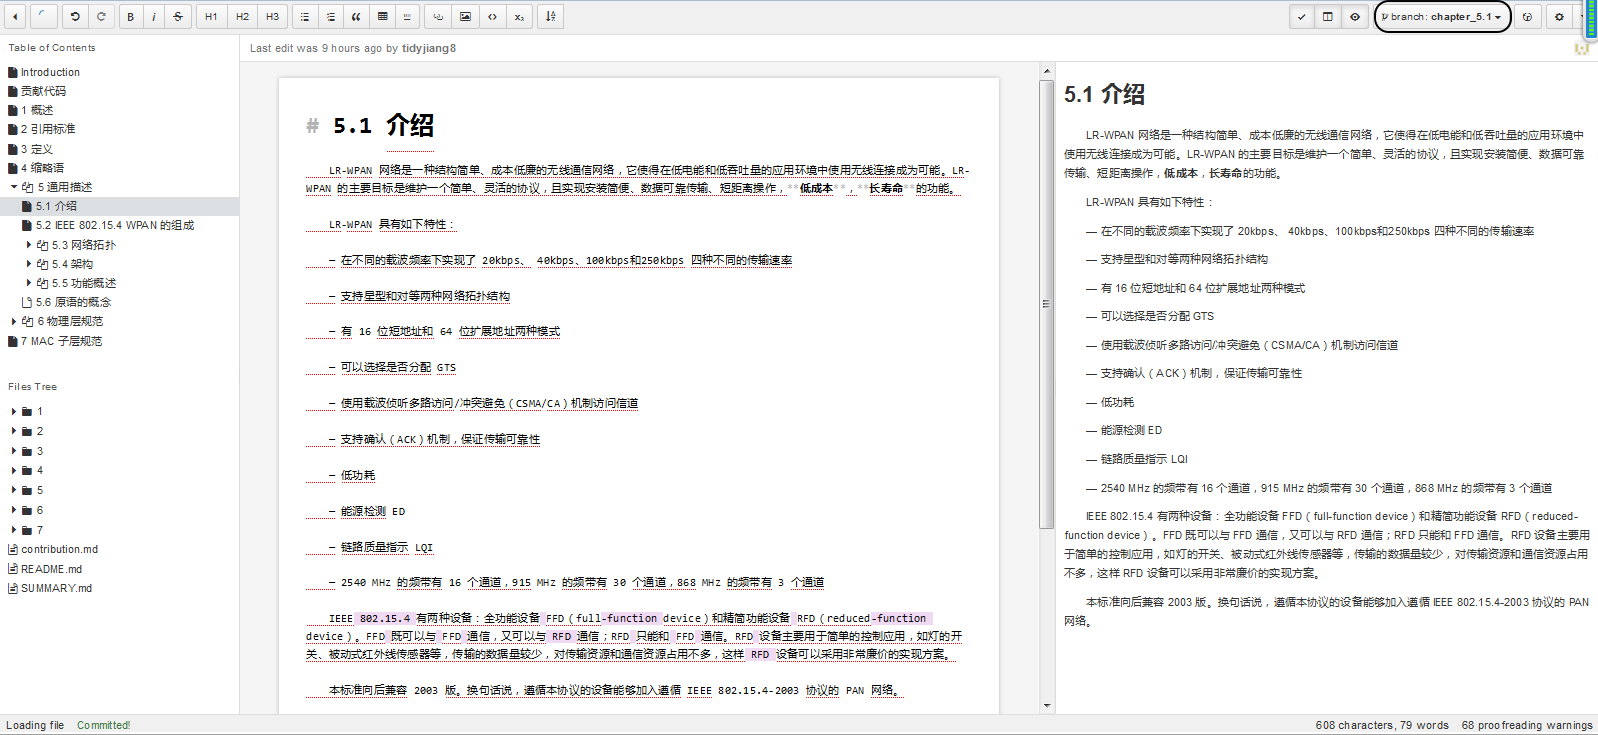 B i S H1 H2 H3
branch: chapter_5.1
Table of Contents
Last edit was 9 hours ago by tidyjiang8
Introduction
贡献代码
1 概述
2 引用标准
3 定义
4 缩略语
5 通用描述
5.1 介绍
5.2 IEEE 802.15.4 WPAN 的组成
5.3 网络拓扑
5.4 架构
5.5 功能概述
5.6 原语的概念
6 物理层规范
7 MAC 子层规范
Files Tree
1
2
3
4
5
6
7
contribution.md
README.md
SUMMARY.md
# 5.1 介绍
LR-WPAN 网络是一种结构简单、成本低廉的无线通信网络，它使得在低电能和低吞吐量的应用环境中使用无线连接成为可能。LR-
WPAN 的主要目标是维护一个简单、灵活的协议，且实现安装简便、数据可靠传输、短距离操作，**低成本**，**长寿命**的功能。
LR-WPAN 具有如下特性：
— 在不同的载波频率下实现了 20kbps、 40kbps、100kbps和250kbps 四种不同的传输速率
— 支持星型和对等两种网络拓扑结构
— 有 16 位短地址和 64 位扩展地址两种模式
— 可以选择是否分配 GTS
— 使用载波侦听多路访问/冲突避免（CSMA/CA）机制访问信道
— 支持确认（ACK）机制，保证传输可靠性
— 低功耗
— 能源检测 ED
— 链路质量指示 LQI
— 2540 MHz 的频带有 16 个通道，915 MHz 的频带有 30 个通道，868 MHz 的频带有 3 个通道
IEEE 802.15.4 有两种设备：全功能设备 FFD（full-function device）和精简功能设备 RFD（reduced-function
device）。FFD 既可以与 FFD 通信，又可以与 RFD 通信；RFD 只能和 FFD 通信。RFD 设备主要用于简单的控制应用，如灯的开
关、被动式红外线传感器等，传输的数据量较少，对传输资源和通信资源占用不多，这样 RFD 设备可以采用非常廉价的实现方案。
本标准向后兼容 2003 版。换句话说，遵循本协议的设备能够加入遵循 IEEE 802.15.4-2003 协议的 PAN 网络。
5.1 介绍
LR-WPAN 网络是一种结构简单、成本低廉的无线通信网络，它使得在低电能和低吞吐量的应用环境中
使用无线连接成为可能。LR-WPAN 的主要目标是维护一个简单、灵活的协议，且实现安装简便、数据可靠
传输、短距离操作，低成本，长寿命的功能。
LR-WPAN 具有如下特性：
— 在不同的载波频率下实现了 20kbps、 40kbps、100kbps和250kbps 四种不同的传输速率
— 支持星型和对等两种网络拓扑结构
— 有 16 位短地址和 64 位扩展地址两种模式
— 可以选择是否分配 GTS
— 使用载波侦听多路访问/冲突避免（CSMA/CA）机制访问信道
— 支持确认（ACK）机制，保证传输可靠性
— 低功耗
— 能源检测 ED
— 链路质量指示 LQI
— 2540 MHz 的频带有 16 个通道，915 MHz 的频带有 30 个通道，868 MHz 的频带有 3 个通道
IEEE 802.15.4 有两种设备：全功能设备 FFD（full-function device）和精简功能设备 RFD（reduced-
function device）。FFD 既可以与 FFD 通信，又可以与 RFD 通信；RFD 只能和 FFD 通信。RFD 设备主要用
于简单的控制应用，如灯的开关、被动式红外线传感器等，传输的数据量较少，对传输资源和通信资源占用
不多，这样 RFD 设备可以采用非常廉价的实现方案。
本标准向后兼容 2003 版。换句话说，遵循本协议的设备能够加入遵循 IEEE 802.15.4-2003 协议的 PAN
网络。
Loading file Committed!
608 characters, 79 words 68 proofreading warnings